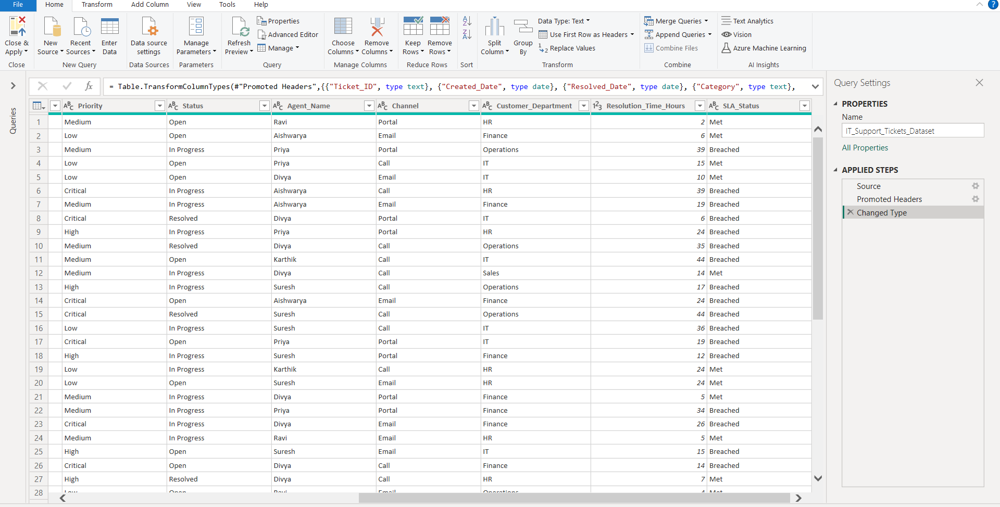 File Home Transform Add Column View Tools Help
Close & Apply
Close
New Source
Recent Sources
Enter Data
New Query
Data source settings
Data Sources
Manage Parameters
Parameters
Refresh Preview
Properties
Advanced Editor
Manage
Query
Choose Columns
Remove Columns
Manage Columns
Keep Rows
Remove Rows
Reduce Rows
Sort
Split Column
Group By
Data Type: Text
Use First Row as Headers
Replace Values
Transform
Merge Queries
Append Queries
Combine Files
Combine
Text Analytics
Vision
Azure Machine Learning
AI Insights
Queries
= Table.TransformColumnTypes(#"Promoted Headers",{{"Ticket_ID", type text}, {"Created_Date", type date}, {"Resolved_Date", type date}, {"Category", type text},
Priority Status Agent_Name Channel Customer_Department Resolution_Time_Hours SLA_Status
1 Medium Open Ravi Portal HR 2 Met
2 Low Open Aishwarya Email Finance 6 Met
3 Medium In Progress Priya Portal Operations 39 Breached
4 Low Open Priya Call IT 15 Met
5 Low Open Divya Email IT 10 Met
6 Critical In Progress Aishwarya Call HR 39 Breached
7 Medium In Progress Aishwarya Email Finance 19 Breached
8 Critical Resolved Divya Portal IT 6 Breached
9 High In Progress Priya Portal HR 24 Breached
10 Medium Resolved Divya Call Operations 35 Breached
11 Medium Open Karthik Call IT 44 Breached
12 Medium In Progress Divya Call Sales 14 Met
13 High In Progress Suresh Call Operations 17 Breached
14 Critical Open Aishwarya Email Finance 24 Breached
15 Critical Resolved Suresh Call Operations 44 Breached
16 Low In Progress Suresh Call IT 36 Breached
17 Critical Open Priya Portal IT 19 Breached
18 High In Progress Suresh Portal Finance 12 Breached
19 Low In Progress Karthik Call HR 24 Met
20 Low Open Suresh Email HR 24 Met
21 Medium In Progress Divya Portal Finance 5 Met
22 Medium In Progress Priya Portal Finance 34 Breached
23 Critical In Progress Divya Email Finance 26 Breached
24 Medium In Progress Ravi Email HR 5 Met
25 High Open Suresh Email IT 15 Breached
26 Critical Open Divya Call Finance 14 Breached
27 High Resolved Divya Call HR 7 Met
28 Low Open Ravi Email Operations 4 Met
Query Settings
PROPERTIES
Name
IT_Support_Tickets_Dataset
All Properties
APPLIED STEPS
Source
Promoted Headers
Changed Type